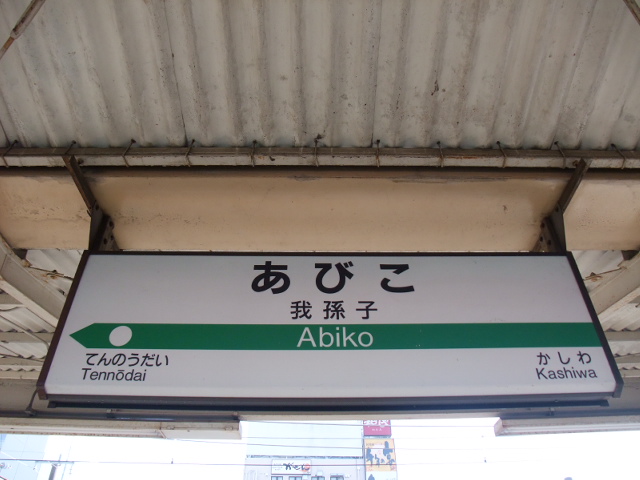 あびこ
我孫子
Abiko
てんのうだい
Tennōdai
かしわ
Kashiwa